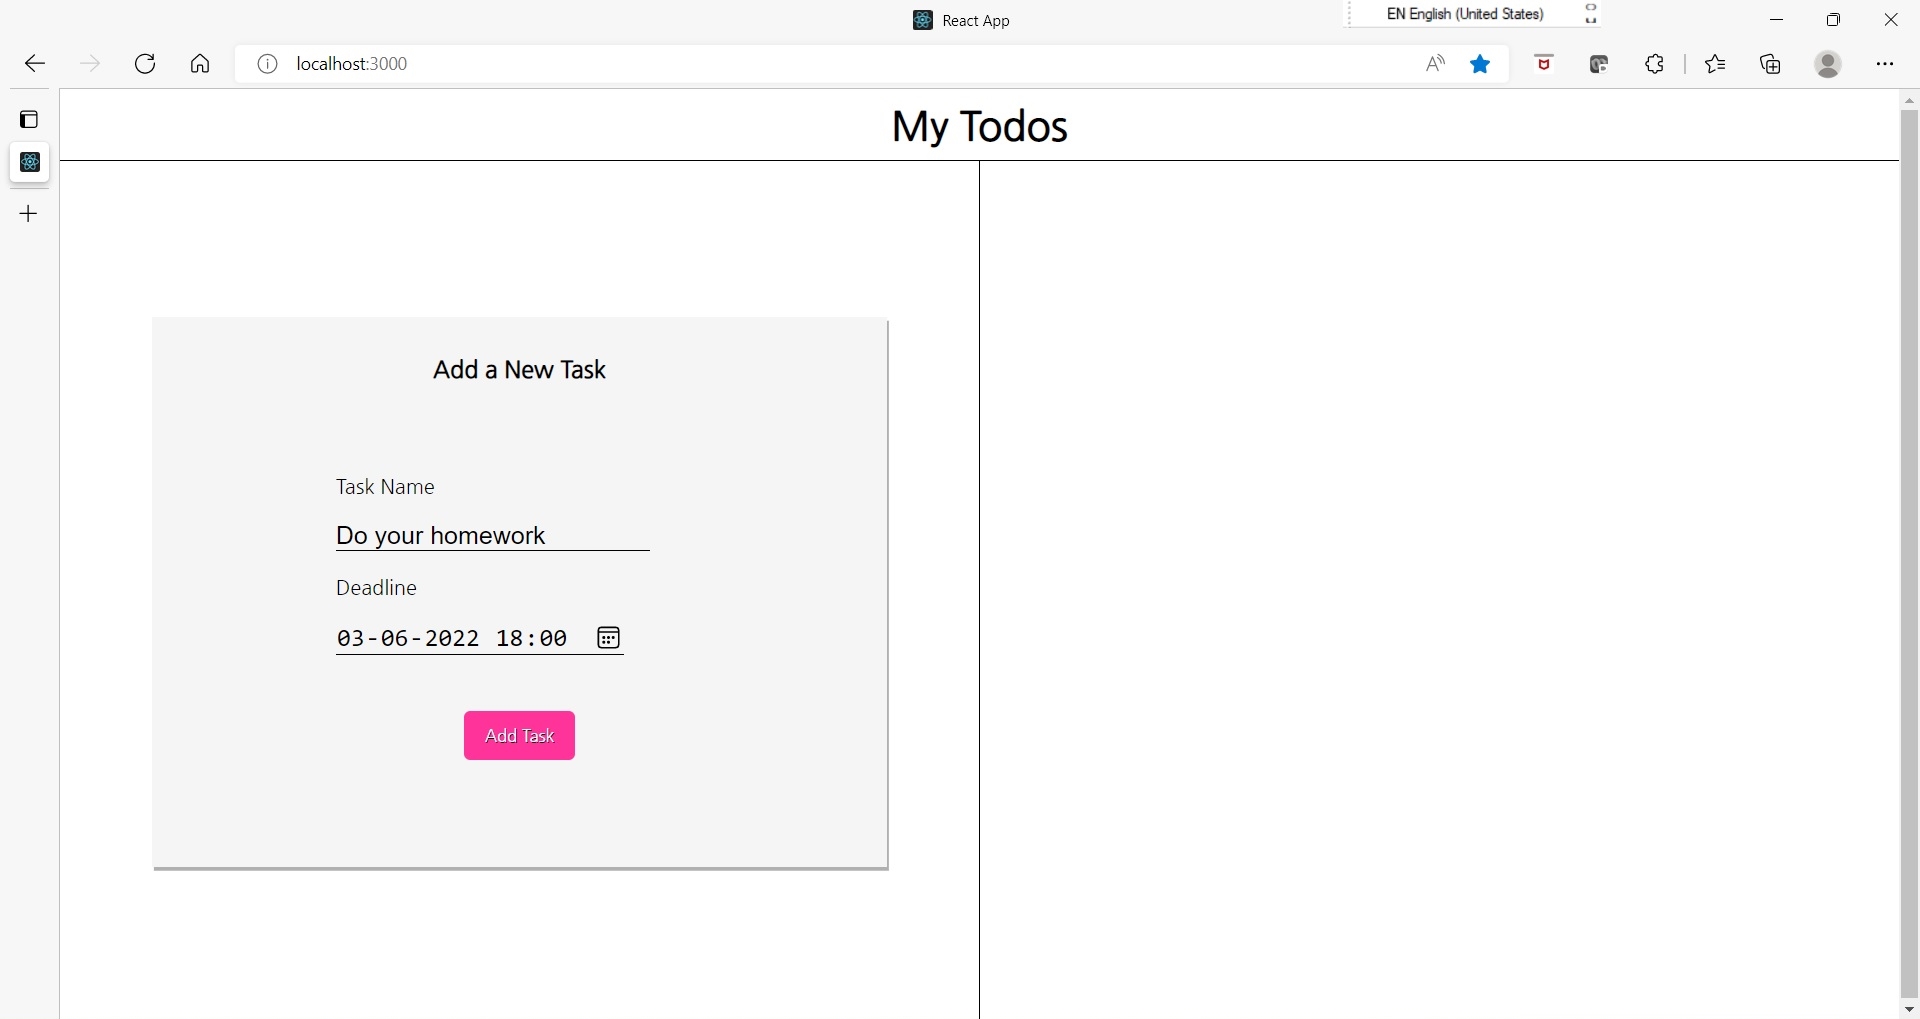 React App
EN English (United States)
localhost:3000
My Todos
Add a New Task
Task Name
Do your homework
Deadline
03-06-2022 18:00
Add Task